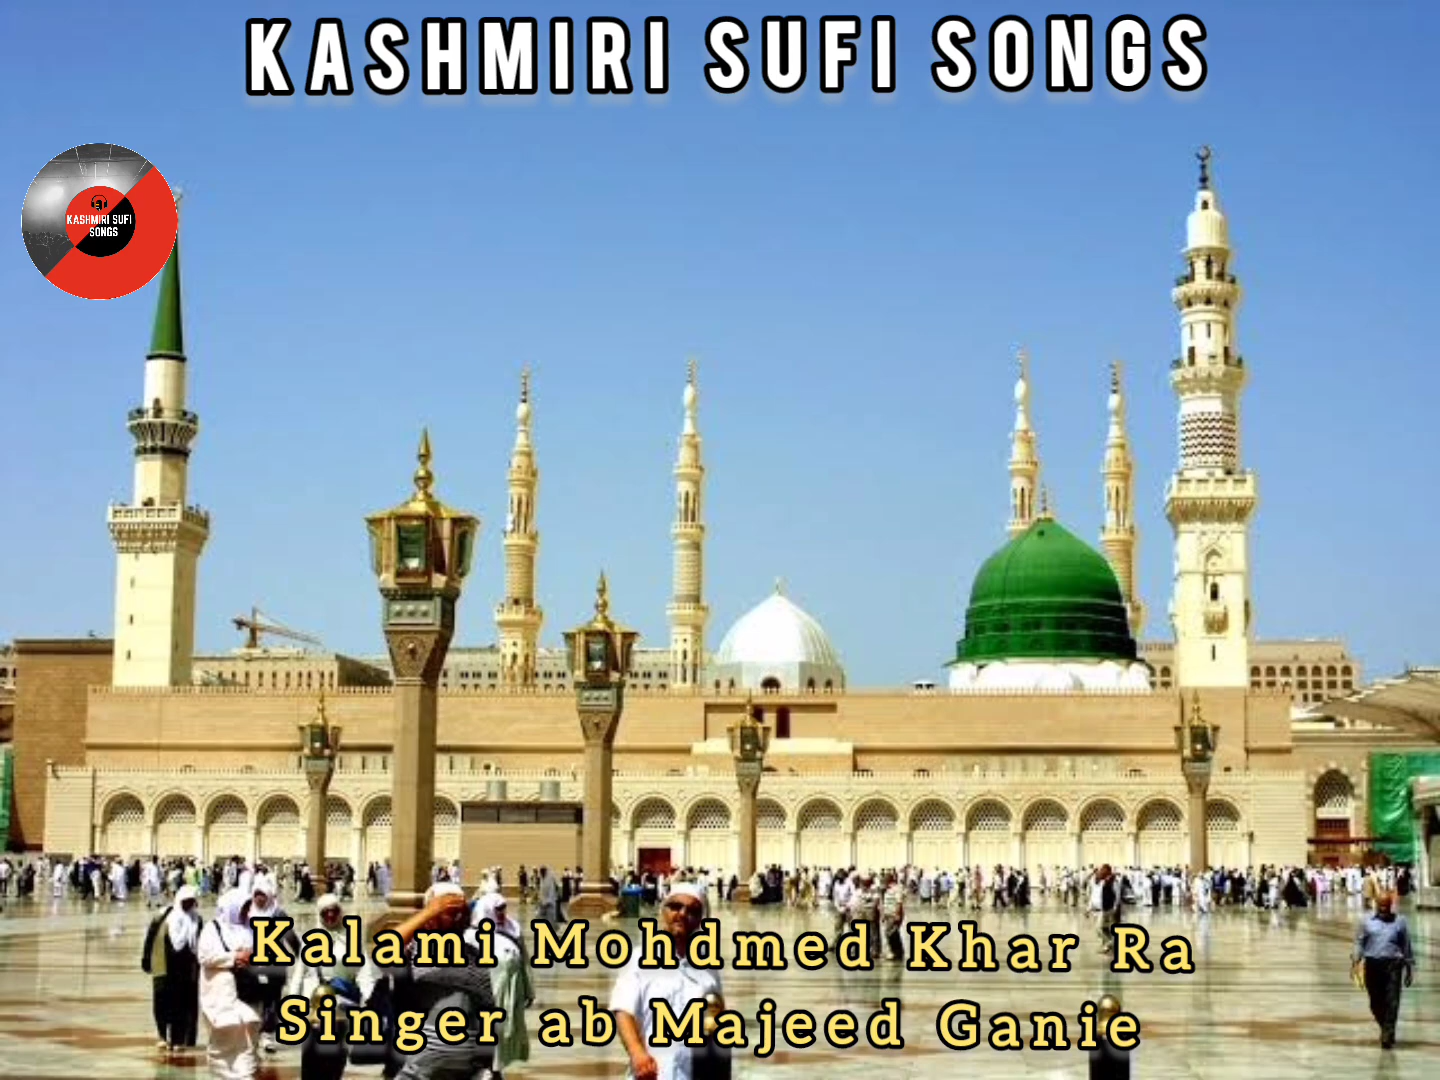 KASHMIRI SUFI SONGS
KASHMIRI SUFI
SONGS
Kalami Mohdmed Khar Ra
Singer ab Majeed Ganie